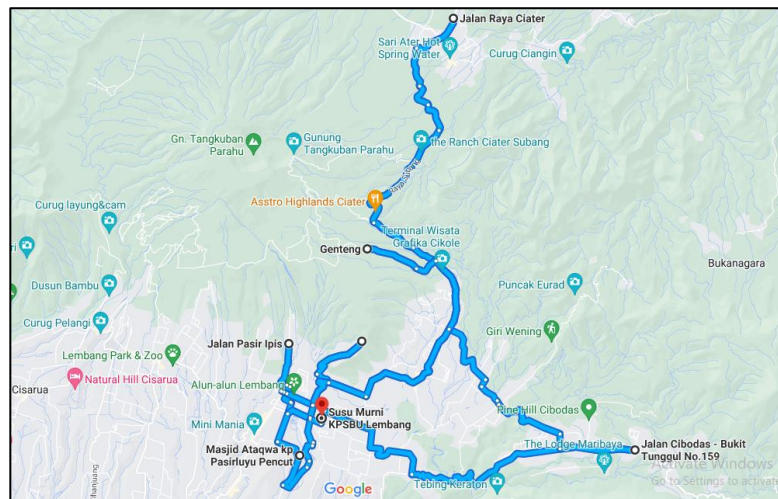 Jalan Raya Ciater
Sari Ater Hot
Spring Water
Curug Ciangin
the Ranch Ciater Subang
Gn. Tangkuban
Parahu
Gunung
Tangkuban Parahu
Asstro Highlands Ciater
Curug layung&cam
Terminal Wisata
Grafika Cikole
Genteng
Bukanagara
Dusun Bambu
Puncak Eurad
Curug Pelangi
Giri Wening
Jalan Pasir Ipis
Lembang Park & Zoo
Cisarua
Natural Hill Cisarua
Alun-alun Lembang
Pine Hill Cibodas
Susu Murni
KPSBU Lembang
Mini Mania
The Lodge Maribaya
Jalan Cibodas - Bukit
Tunggul No.159
Masjid Ataqwa kp
Pasirluyu Pencut
Tebing Keraton
Activate Windows
Go to Settings to activate
Google